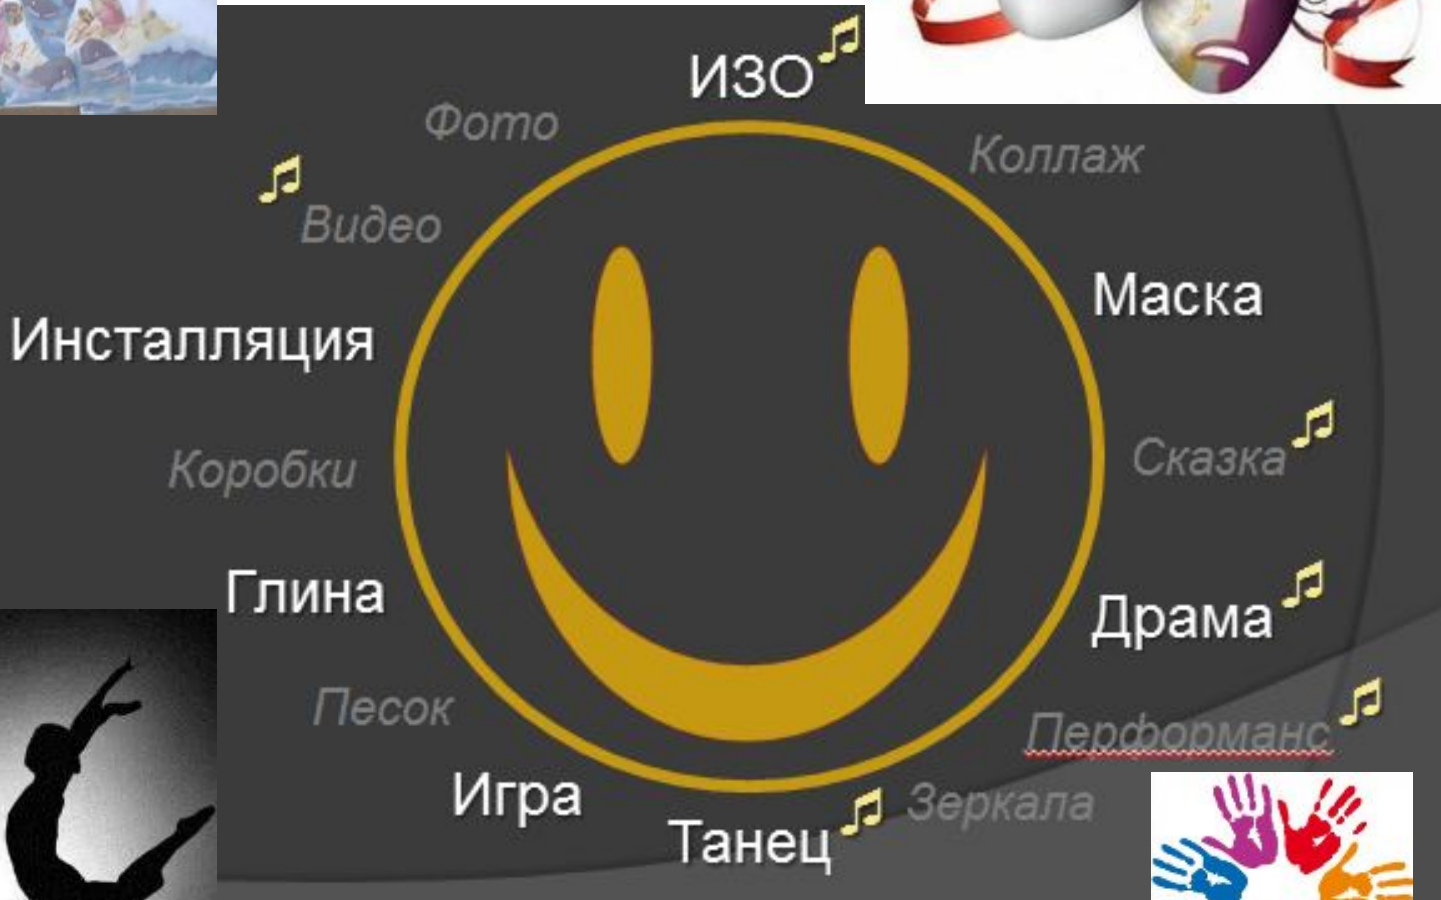 ИЗО
Фото
Коллаж
Видео
Маска
Инсталляция
Сказка
Коробки
Глина
Драма
Песок
Перформанс
Игра
Зеркала
Танец